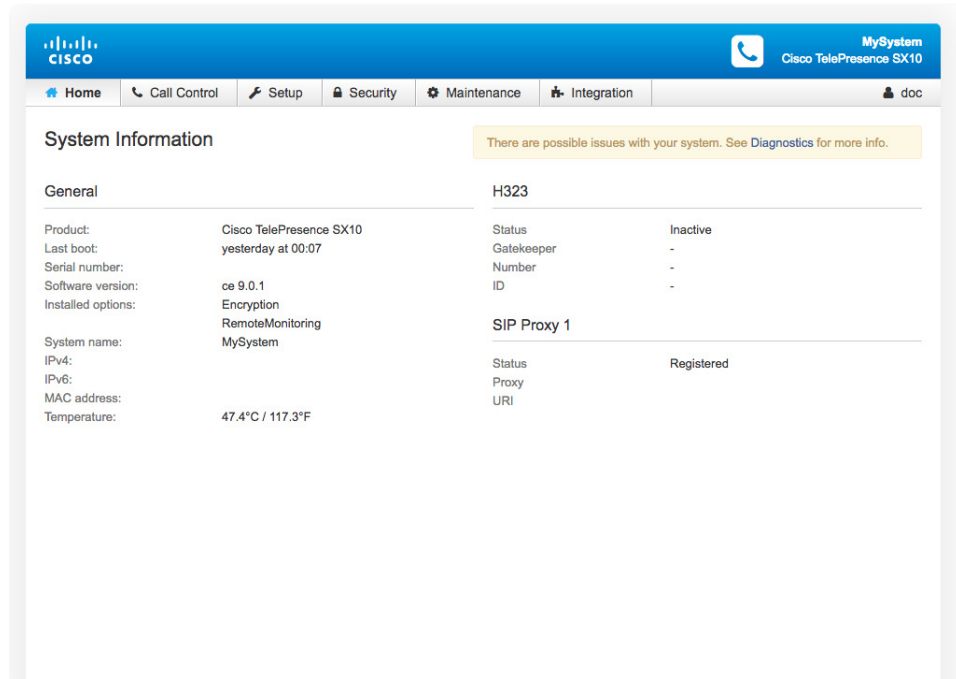 CISCO
MySystem
Cisco TelePresence SX10
Home
Call Control
Setup
Security
Maintenance
Integration
doc
System Information
There are possible issues with your system. See Diagnostics for more info.
General
Product: Cisco TelePresence SX10
Last boot: yesterday at 00:07
Serial number:
Software version: ce 9.0.1
Installed options: Encryption
RemoteMonitoring
System name: MySystem
IPv4:
IPv6:
MAC address:
Temperature: 47.4°C / 117.3°F
H323
Status Inactive
Gatekeeper -
Number -
ID -
SIP Proxy 1
Status Registered
Proxy
URI